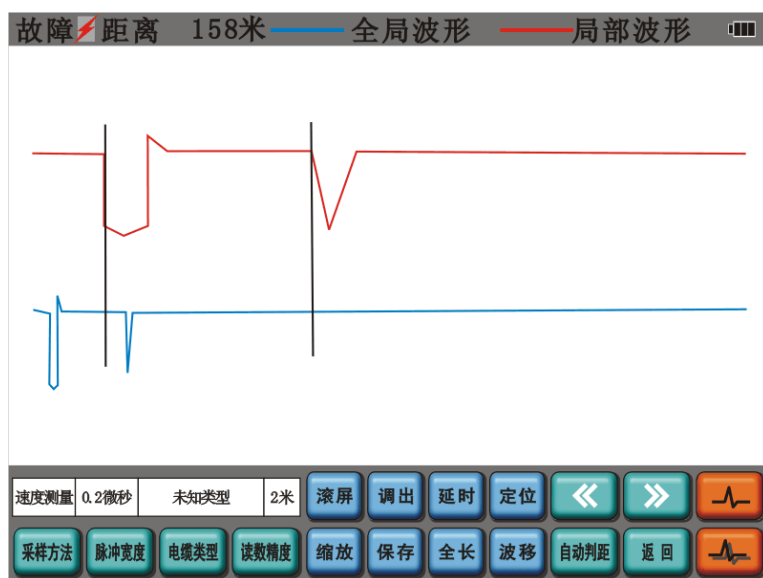 故障距离 158米 全局波形 局部波形
速度测量 0.2微秒 未知类型 2米 滚屏 调出 延时 定位
采样方法 脉冲宽度 电缆类型 读数精度 缩放 保存 全长 波移 自动判距 返回